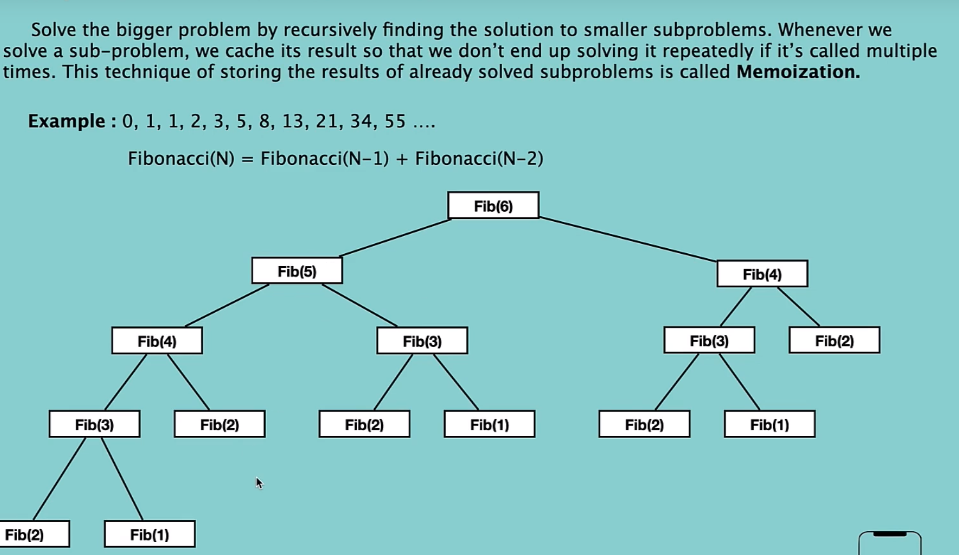 Solve the bigger problem by recursively finding the solution to smaller subproblems. Whenever we
solve a sub-problem, we cache its result so that we don't end up solving it repeatedly if it's called multiple
times. This technique of storing the results of already solved subproblems is called Memoization.
Example : 0, 1, 1, 2, 3, 5, 8, 13, 21, 34, 55 ....
Fibonacci(N) = Fibonacci(N-1) + Fibonacci(N-2)
Fib(6)
Fib(5)
Fib(4)
Fib(4)
Fib(3)
Fib(3)
Fib(2)
Fib(3)
Fib(2)
Fib(2)
Fib(1)
Fib(2)
Fib(1)
Fib(2)
Fib(1)